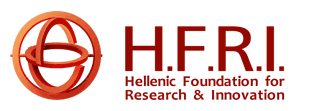 H.F.R.I.
Hellenic Foundation for
Research & Innovation